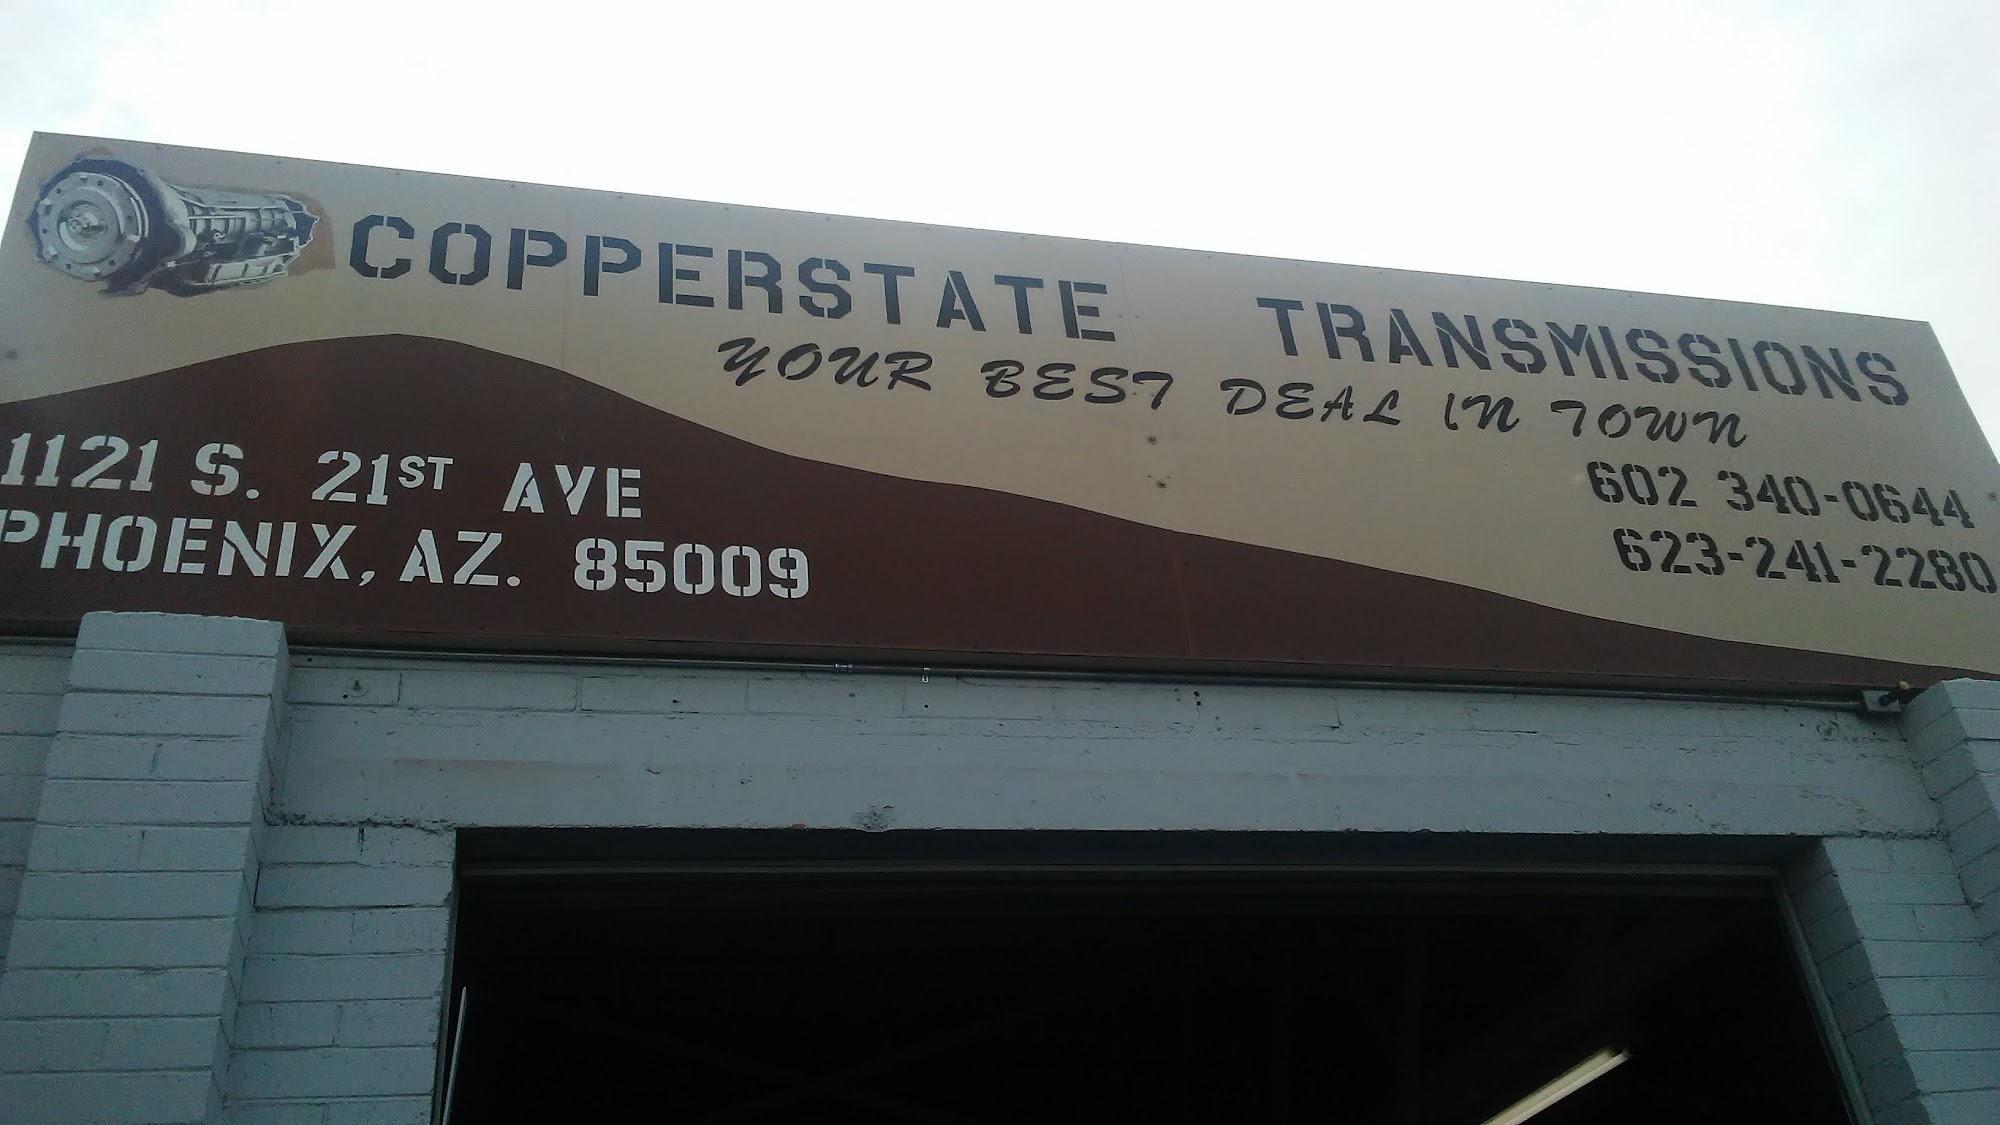 COPPERSTATE TRANSMISSIONS
YOUR BEST DEAL IN TOWN
602 340-0644
623-241-2280
1121 S. 21ST AVE
PHOENIX, AZ. 85009